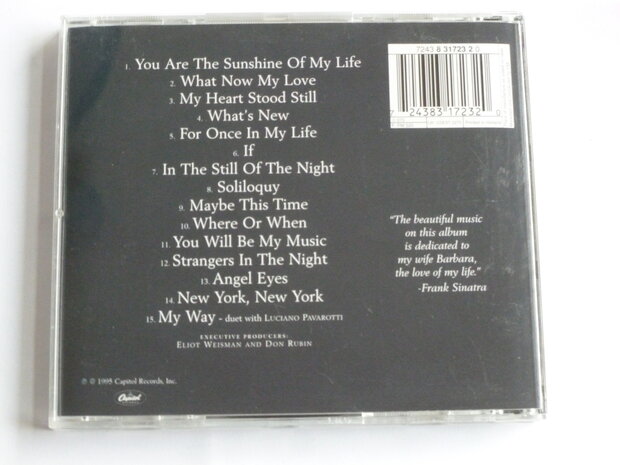 1. You Are The Sunshine Of My Life
2. What Now My Love
3. My Heart Stood Still
4. What's New
5. For Once In My Life
6. If
7. In The Still Of The Night
8. Soliloquy
9. Maybe This Time
10. Where Or When
11. You Will Be My Music
12. Strangers In The Night
13. Angel Eyes
14. New York, New York
15. My Way - duet with Luciano Pavarotti
EXECUTIVE PRODUCERS:
Eliot Weisman and Don Rubin
℗ © 1995 Capitol Records, Inc.
Capitol
7243 8 31723 2 0
7 24383 17232 0
"The beautiful music
on this album
is dedicated to
my wife Barbara,
the love of my life."
-Frank Sinatra